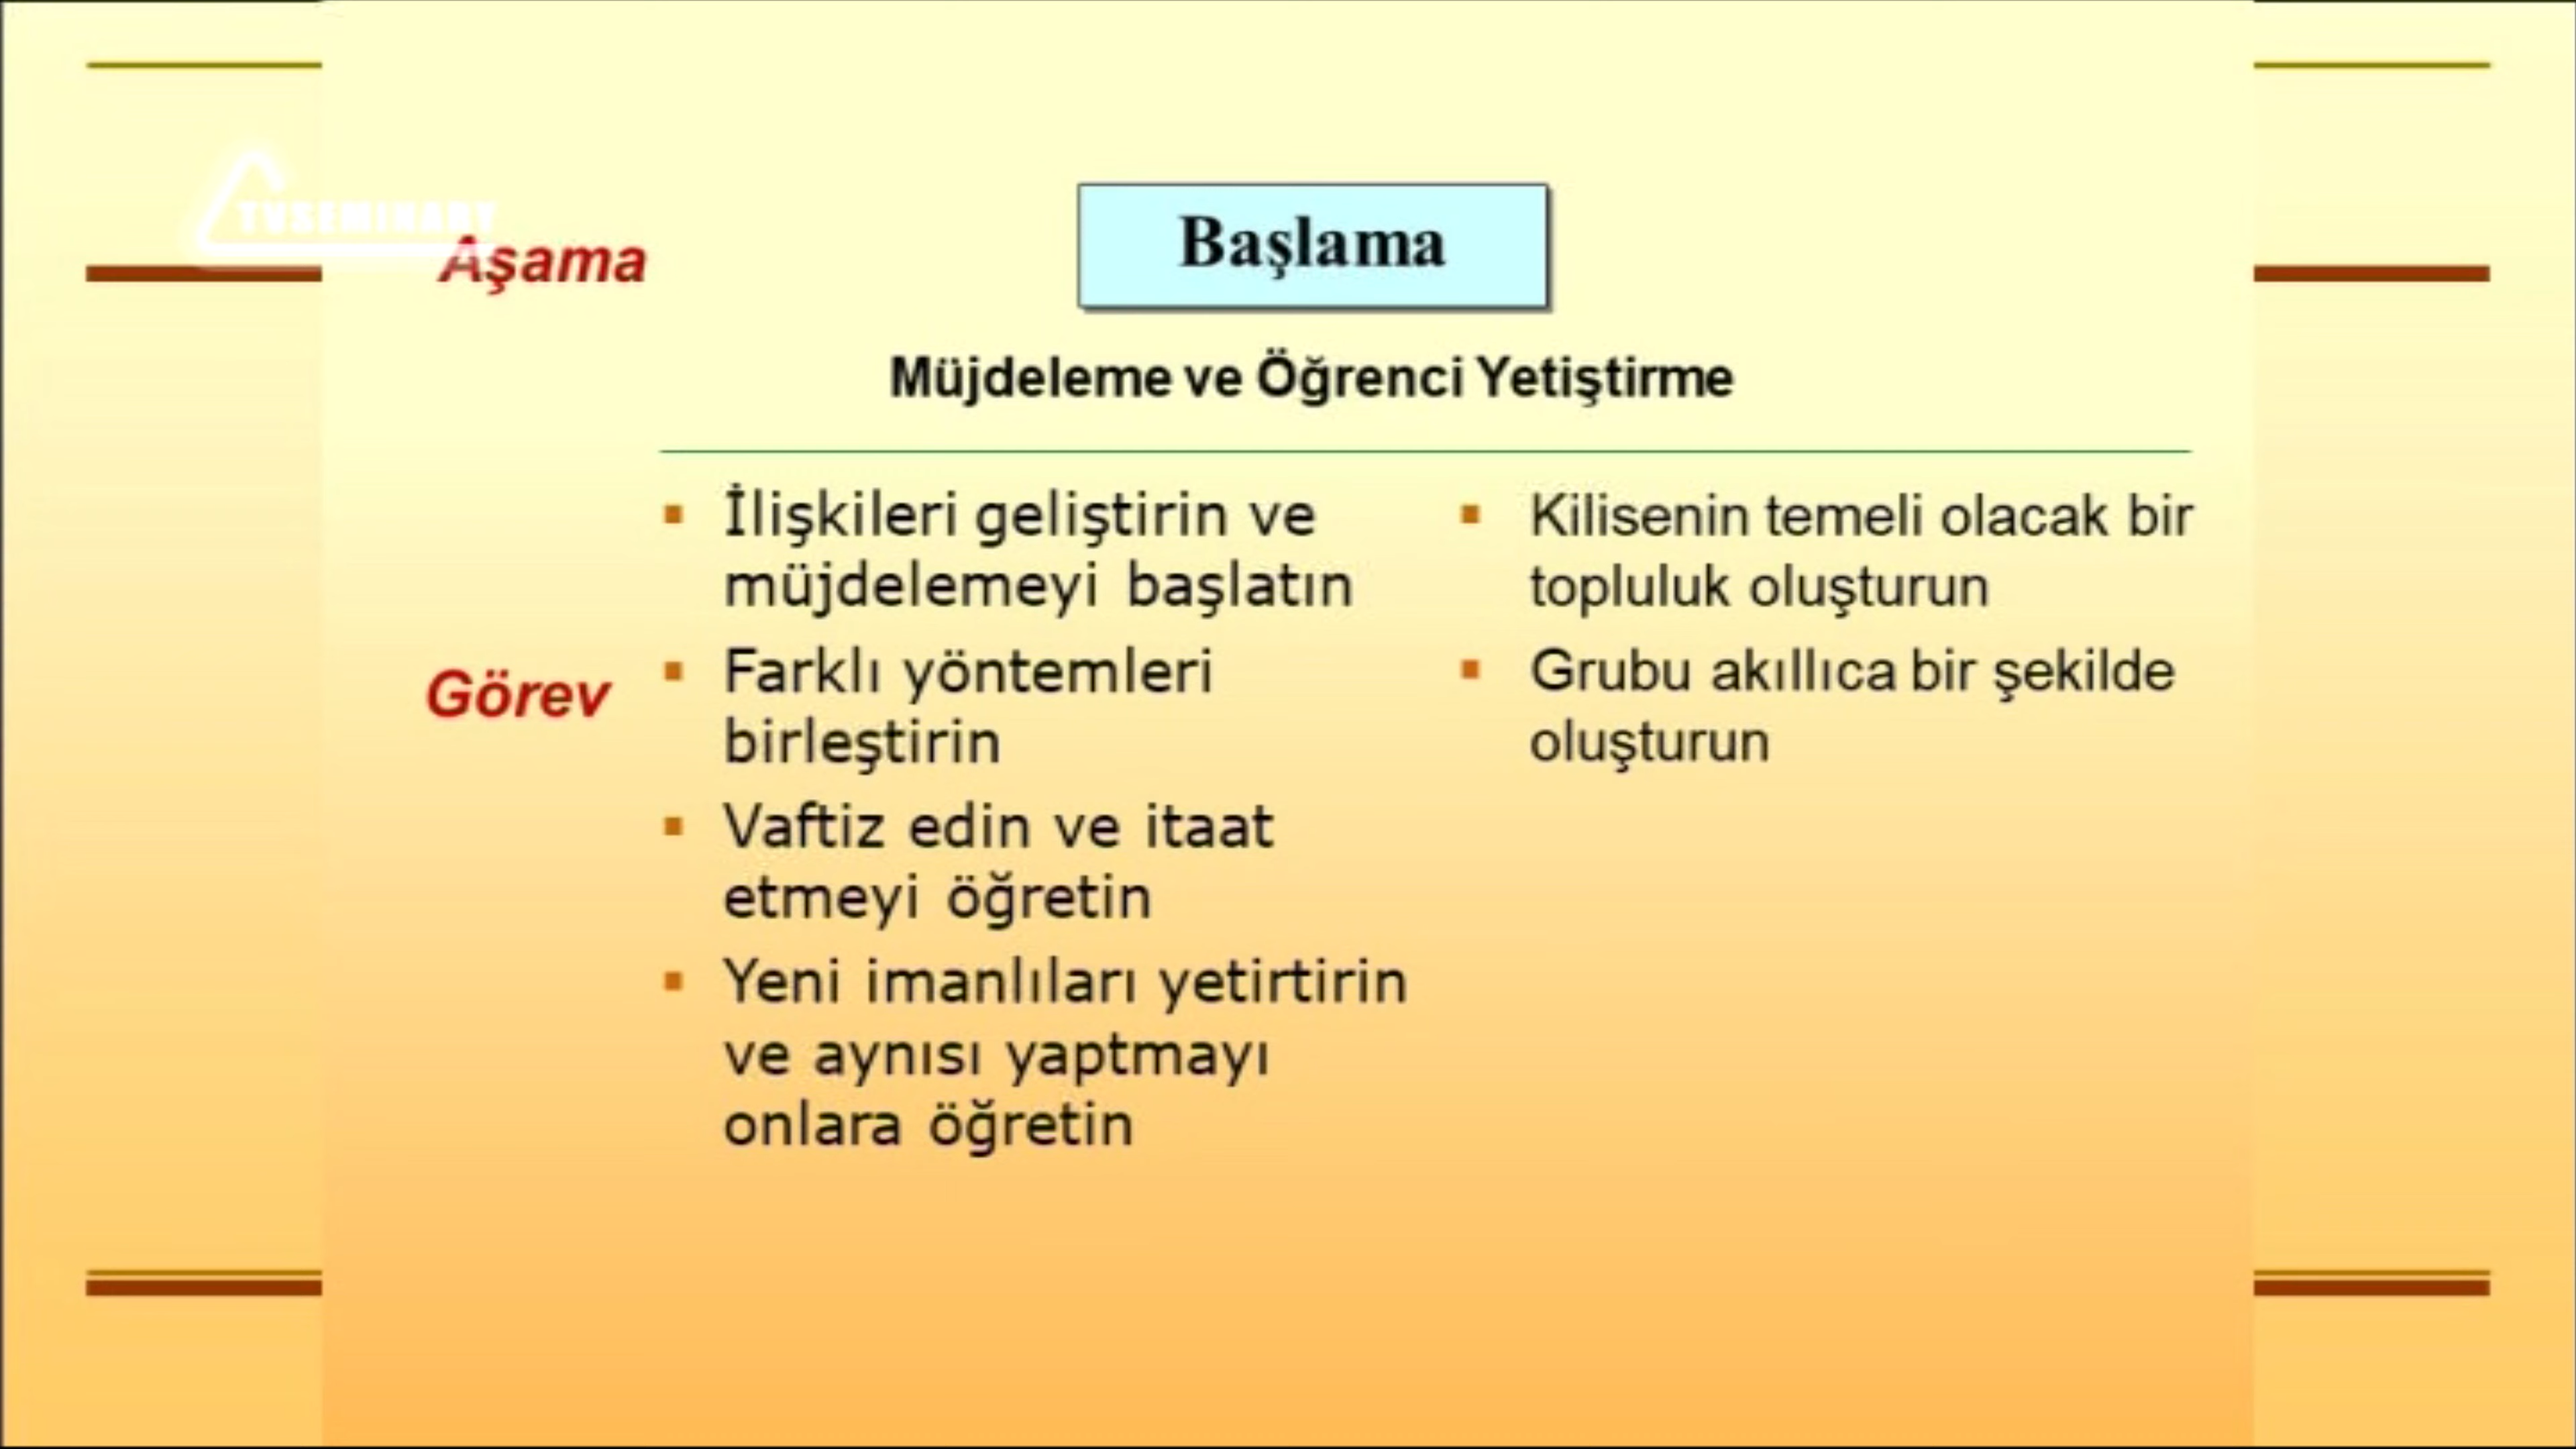 TVSEMINARY
Aşama
Başlama
Müjdeleme ve Öğrenci Yetiştirme
Görev
İlişkileri geliştirin ve
müjdelemeyi başlatın
Farklı yöntemleri
birleştirin
Vaftiz edin ve itaat
etmeyi öğretin
Yeni imanlıları yetirtirin
ve aynısı yaptmayı
onlara öğretin
Kilisenin temeli olacak bir
topluluk oluşturun
Grubu akıllıca bir şekilde
oluşturun